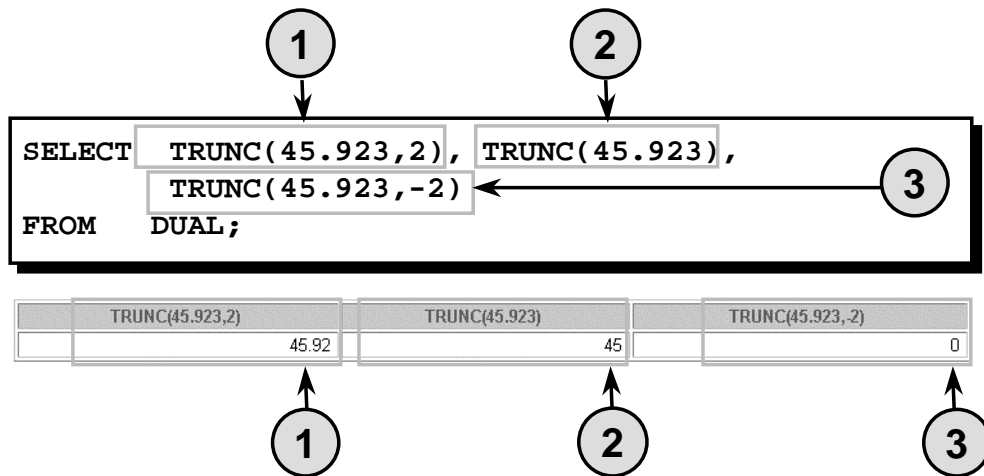 1 2
SELECT TRUNC(45.923,2), TRUNC(45.923),
TRUNC(45.923,-2) 3
FROM DUAL;
TRUNC(45.923,2) TRUNC(45.923) TRUNC(45.923,-2)
45.92 45 0
1 2 3